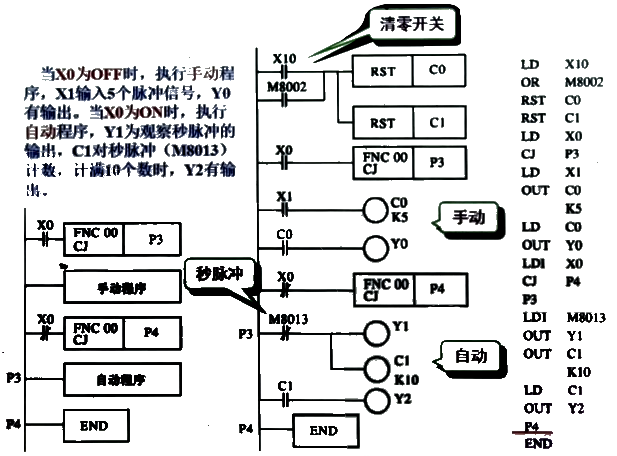 清零开关
当X0为OFF时，执行手动程
序，X1输入5个脉冲信号，Y0
有输出。当X0为ON时，执行
自动程序，Y1为观察秒脉冲的
输出，C1对秒脉冲（M8013）
计数，计满10个数时，Y2有输
出。
X0
FNC 00
CJ
P3
手动程序
X0
FNC 00
CJ
P4
P3
自动程序
P4
END
X10
RST C0
M8002
RST C1
X0
FNC 00
CJ
P3
X1
C0
K5
手动
C0
Y0
秒脉冲
X0
FNC 00
CJ
P4
P3
M8013
Y1
C1
K10
自动
C1
Y2
P4
END
LD X10
OR M8002
RST C0
RST C1
LD X0
CJ P3
LD X1
OUT C0
K5
LD C0
OUT Y0
LDI X0
CJ P4
P3
LDI M8013
OUT Y1
OUT C1
K10
LD C1
OUT Y2
P4
END